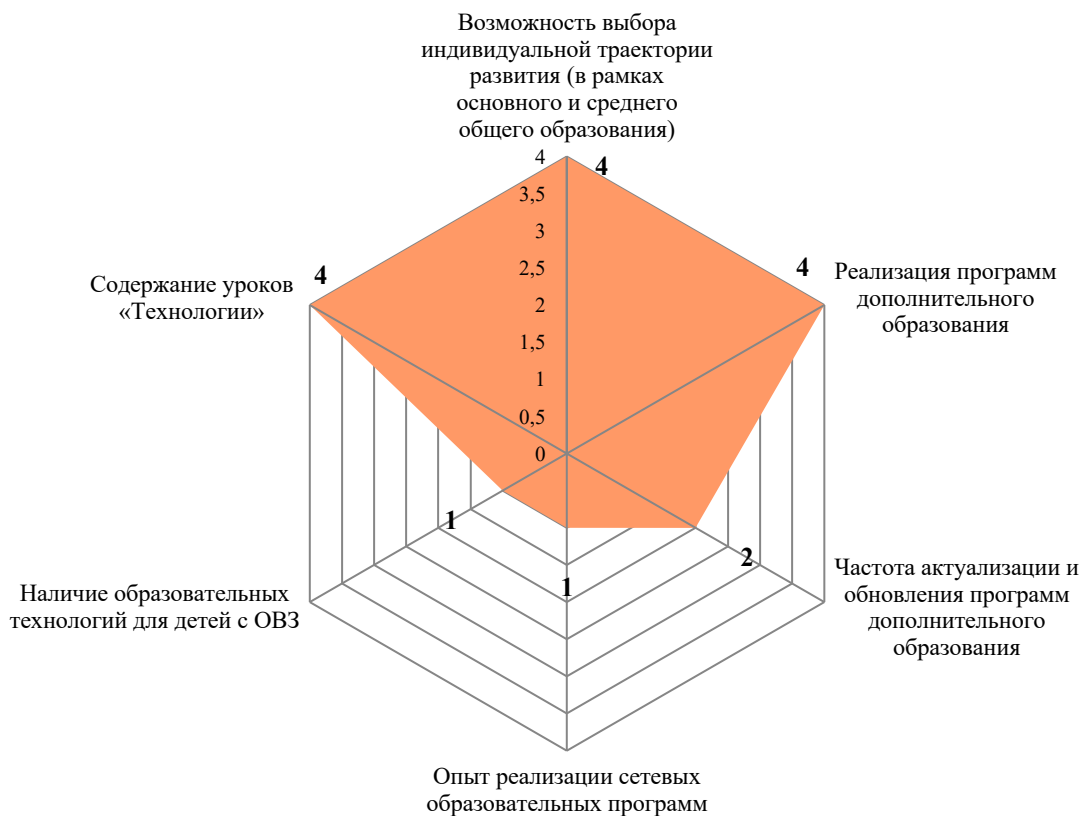 Возможность выбора
индивидуальной траектории
развития (в рамках
основного и среднего
общего образования)
4
4
3,5
3
2,5
2
1,5
1
0,5
0
4
Реализация программ
дополнительного
образования
2
Частота актуализации и
обновления программ
дополнительного
образования
1
Опыт реализации сетевых
образовательных программ
1
Наличие образовательных
технологий для детей с ОВЗ
4
Содержание уроков
«Технологии»